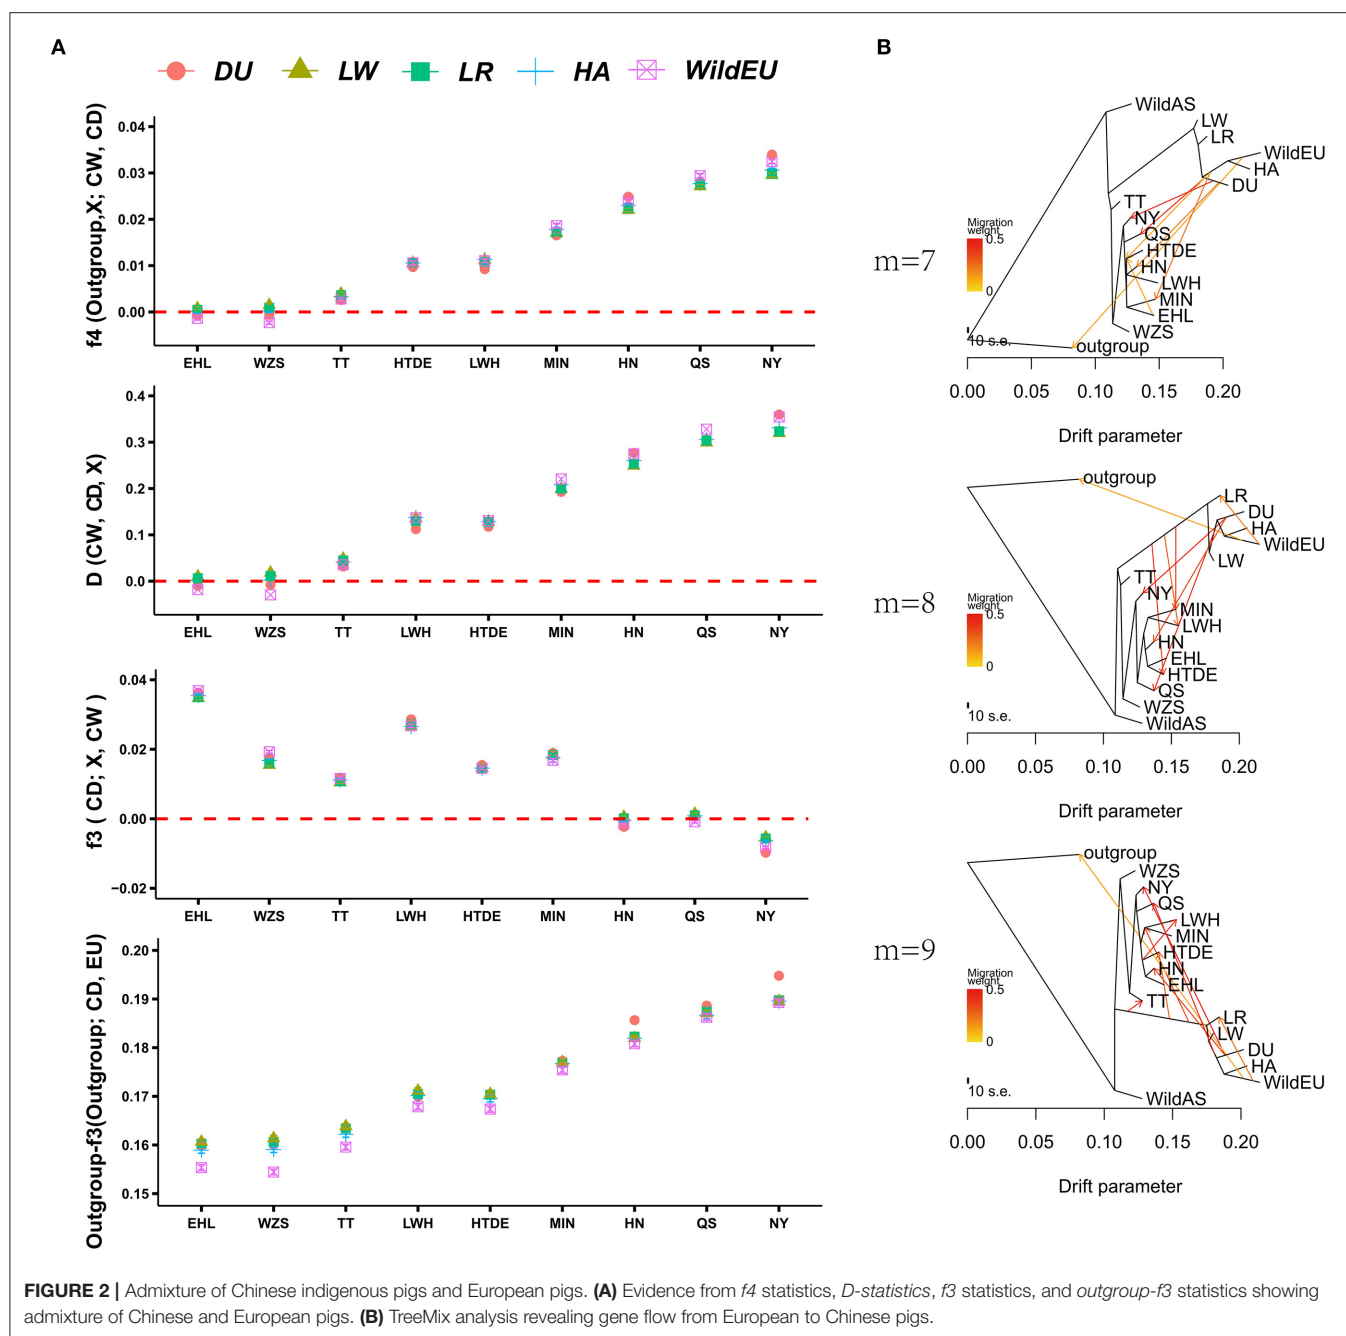 A
DU LW LR HA WildEU
f4 (Outgroup,X; CW, CD)
0.04
0.03
0.02
0.01
0.00
EHL WZS TT HTDE LWH MIN HN QS NY
D (CW, CD, X)
0.4
0.3
0.2
0.1
0.0
EHL WZS TT LWH HTDE MIN HN QS NY
f3 ( CD; X, CW )
0.04
0.02
0.00
−0.02
EHL WZS TT LWH HTDE MIN HN QS NY
Outgroup-f3(Outgroup; CD, EU)
0.20
0.19
0.18
0.17
0.16
0.15
EHL WZS TT LWH HTDE MIN HN QS NY
B
m=7
WildAS
LW
LR
WildEU
HA
DU
TT
NY
QS
HTDE
HN
LWH
MIN
EHL
WZS
outgroup
Migration
weight
0.5
0
10 s.e.
0.00 0.05 0.10 0.15 0.20
Drift parameter
m=8
outgroup
LR
DU
HA
WildEU
LW
TT
NY
MIN
LWH
HN
EHL
HTDE
QS
WZS
WildAS
Migration
weight
0.5
0
10 s.e.
0.00 0.05 0.10 0.15 0.20
Drift parameter
m=9
outgroup
WZS
NY
QS
LWH
MIN
HTDE
HN
EHL
TT
LR
LW
DU
HA
WildEU
WildAS
Migration
weight
0.5
0
10 s.e.
0.00 0.05 0.10 0.15 0.20
Drift parameter
FIGURE 2 | Admixture of Chinese indigenous pigs and European pigs. (A) Evidence from f4 statistics, D-statistics, f3 statistics, and outgroup-f3 statistics showing
admixture of Chinese and European pigs. (B) TreeMix analysis revealing gene flow from European to Chinese pigs.